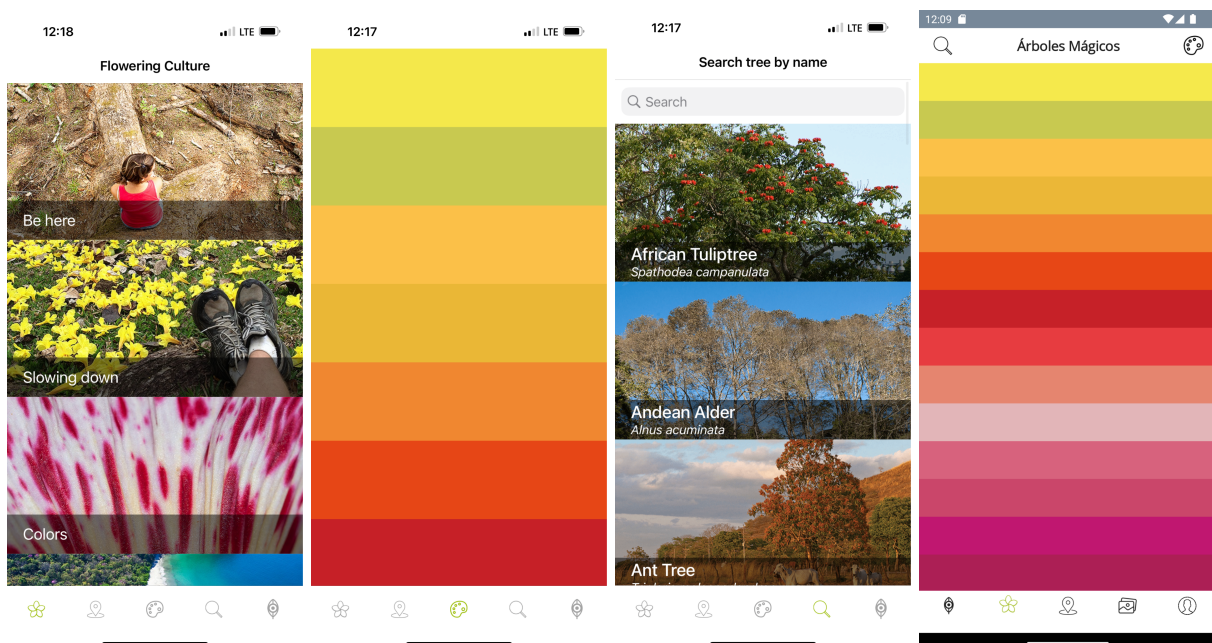 12:18
LTE
Flowering Culture
Be here
Slowing down
Colors
12:17
LTE
12:17
LTE
Search tree by name
Search
African Tuliptree
Spathodea campanulata
Andean Alder
Alnus acuminata
Ant Tree
12:09
Árboles Mágicos